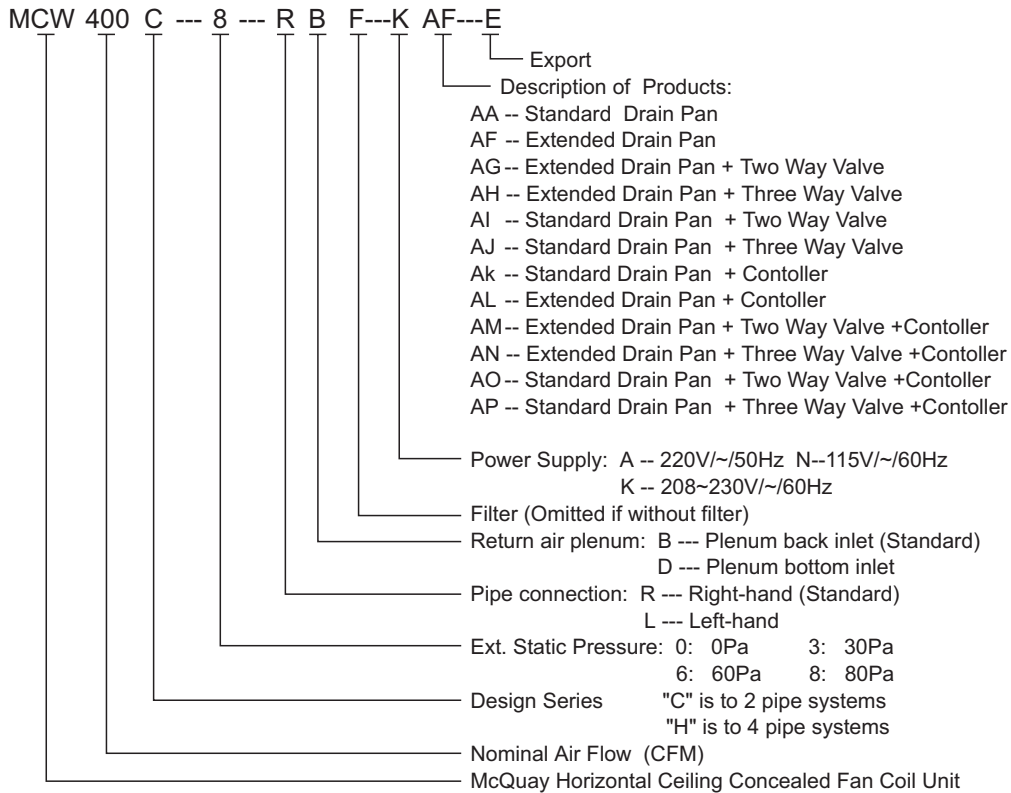 MCW 400 C --- 8 --- R B F---K AF---E
Export
Description of Products:
AA -- Standard Drain Pan
AF -- Extended Drain Pan
AG -- Extended Drain Pan + Two Way Valve
AH -- Extended Drain Pan + Three Way Valve
AI -- Standard Drain Pan + Two Way Valve
AJ -- Standard Drain Pan + Three Way Valve
Ak -- Standard Drain Pan + Contoller
AL -- Extended Drain Pan + Contoller
AM -- Extended Drain Pan + Two Way Valve +Contoller
AN -- Extended Drain Pan + Three Way Valve +Contoller
AO -- Standard Drain Pan + Two Way Valve +Contoller
AP -- Standard Drain Pan + Three Way Valve +Contoller
Power Supply: A -- 220V/~/50Hz N--115V/~/60Hz
K -- 208~230V/~/60Hz
Filter (Omitted if without filter)
Return air plenum: B --- Plenum back inlet (Standard)
D --- Plenum bottom inlet
Pipe connection: R --- Right-hand (Standard)
L --- Left-hand
Ext. Static Pressure: 0: 0Pa 3: 30Pa
6: 60Pa 8: 80Pa
Design Series "C" is to 2 pipe systems
"H" is to 4 pipe systems
Nominal Air Flow (CFM)
McQuay Horizontal Ceiling Concealed Fan Coil Unit